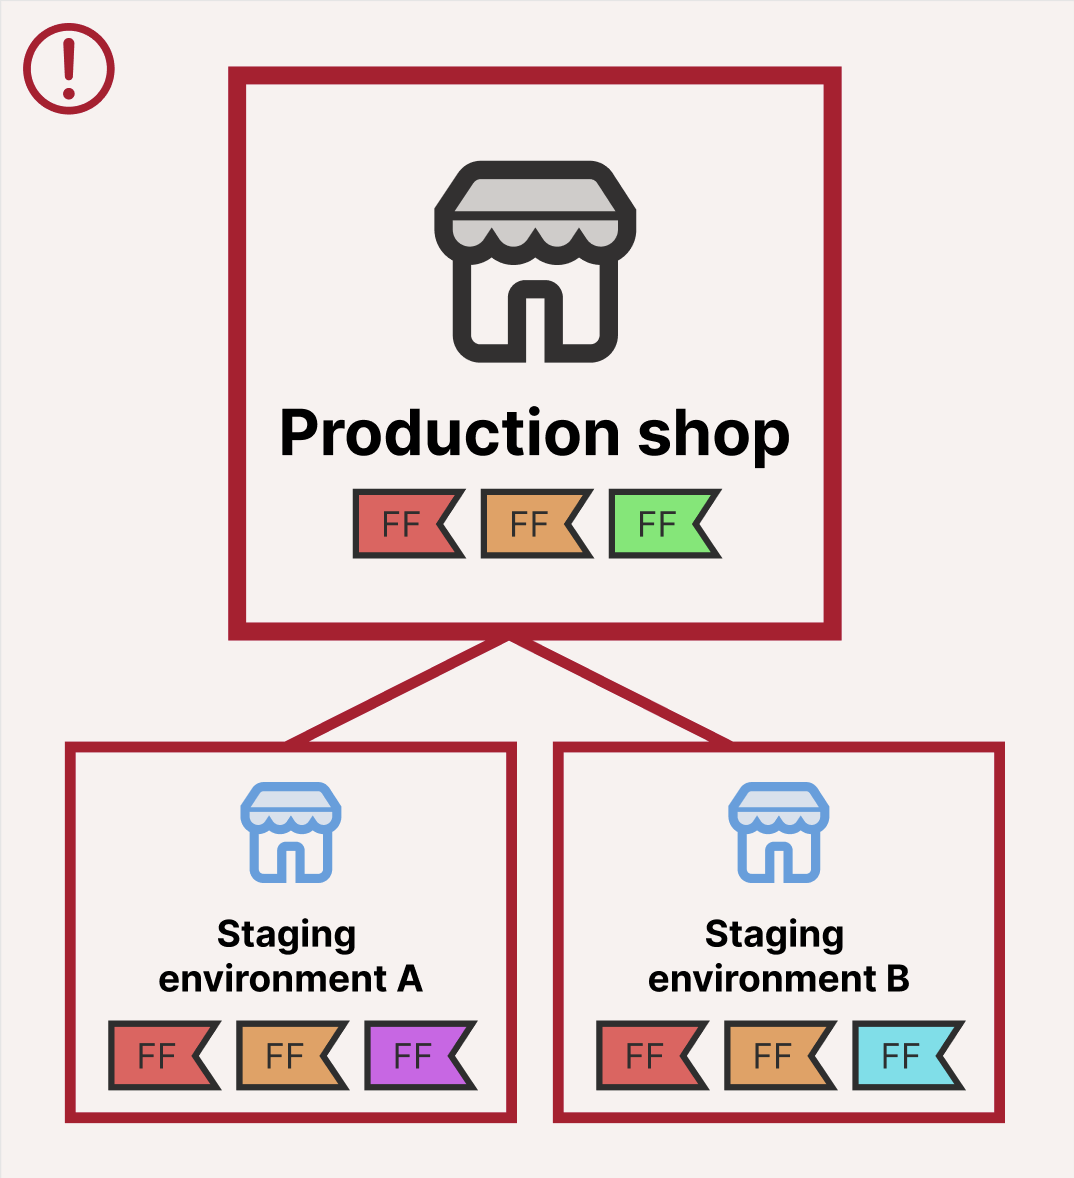 !
Production shop
FF FF FF
Staging
environment A
FF FF FF
Staging
environment B
FF FF FF